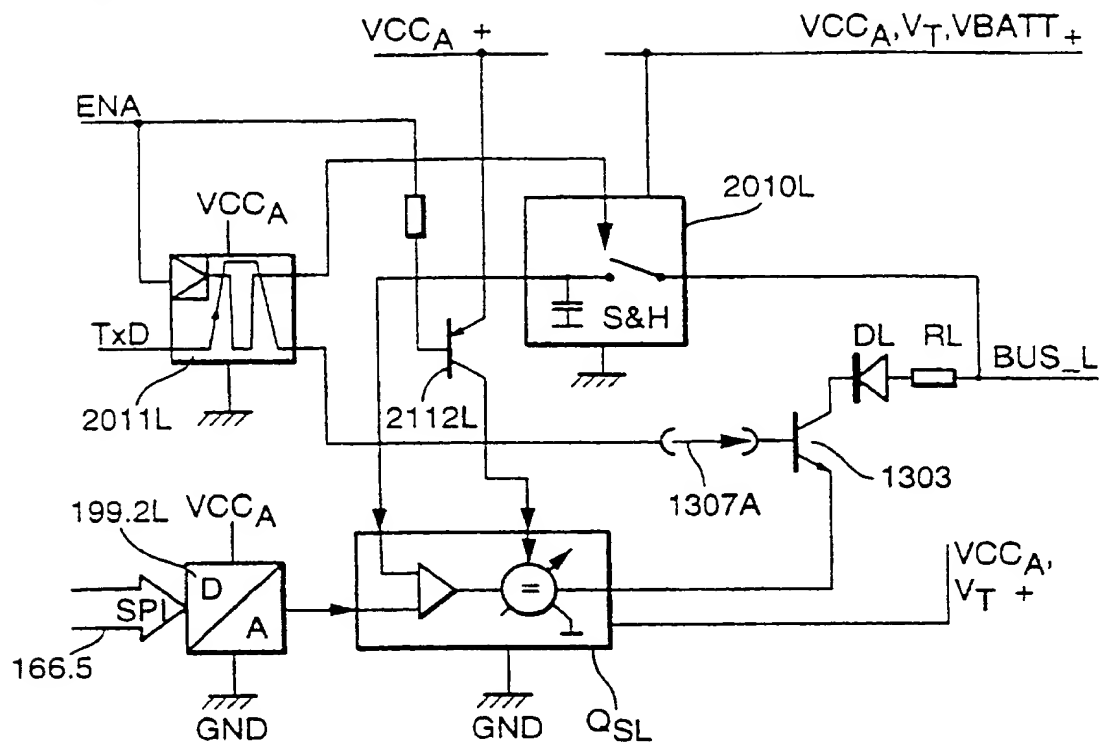 VCCA +
VCCA, VT, VBATT +
ENA
2010L
VCCA
S&H
TxD
DL
RL
BUS_L
2011L
2112L
1303
1307A
199.2L
VCCA
VCCA,
VT +
D
A
SPI
=
166.5
GND
GND
QSL